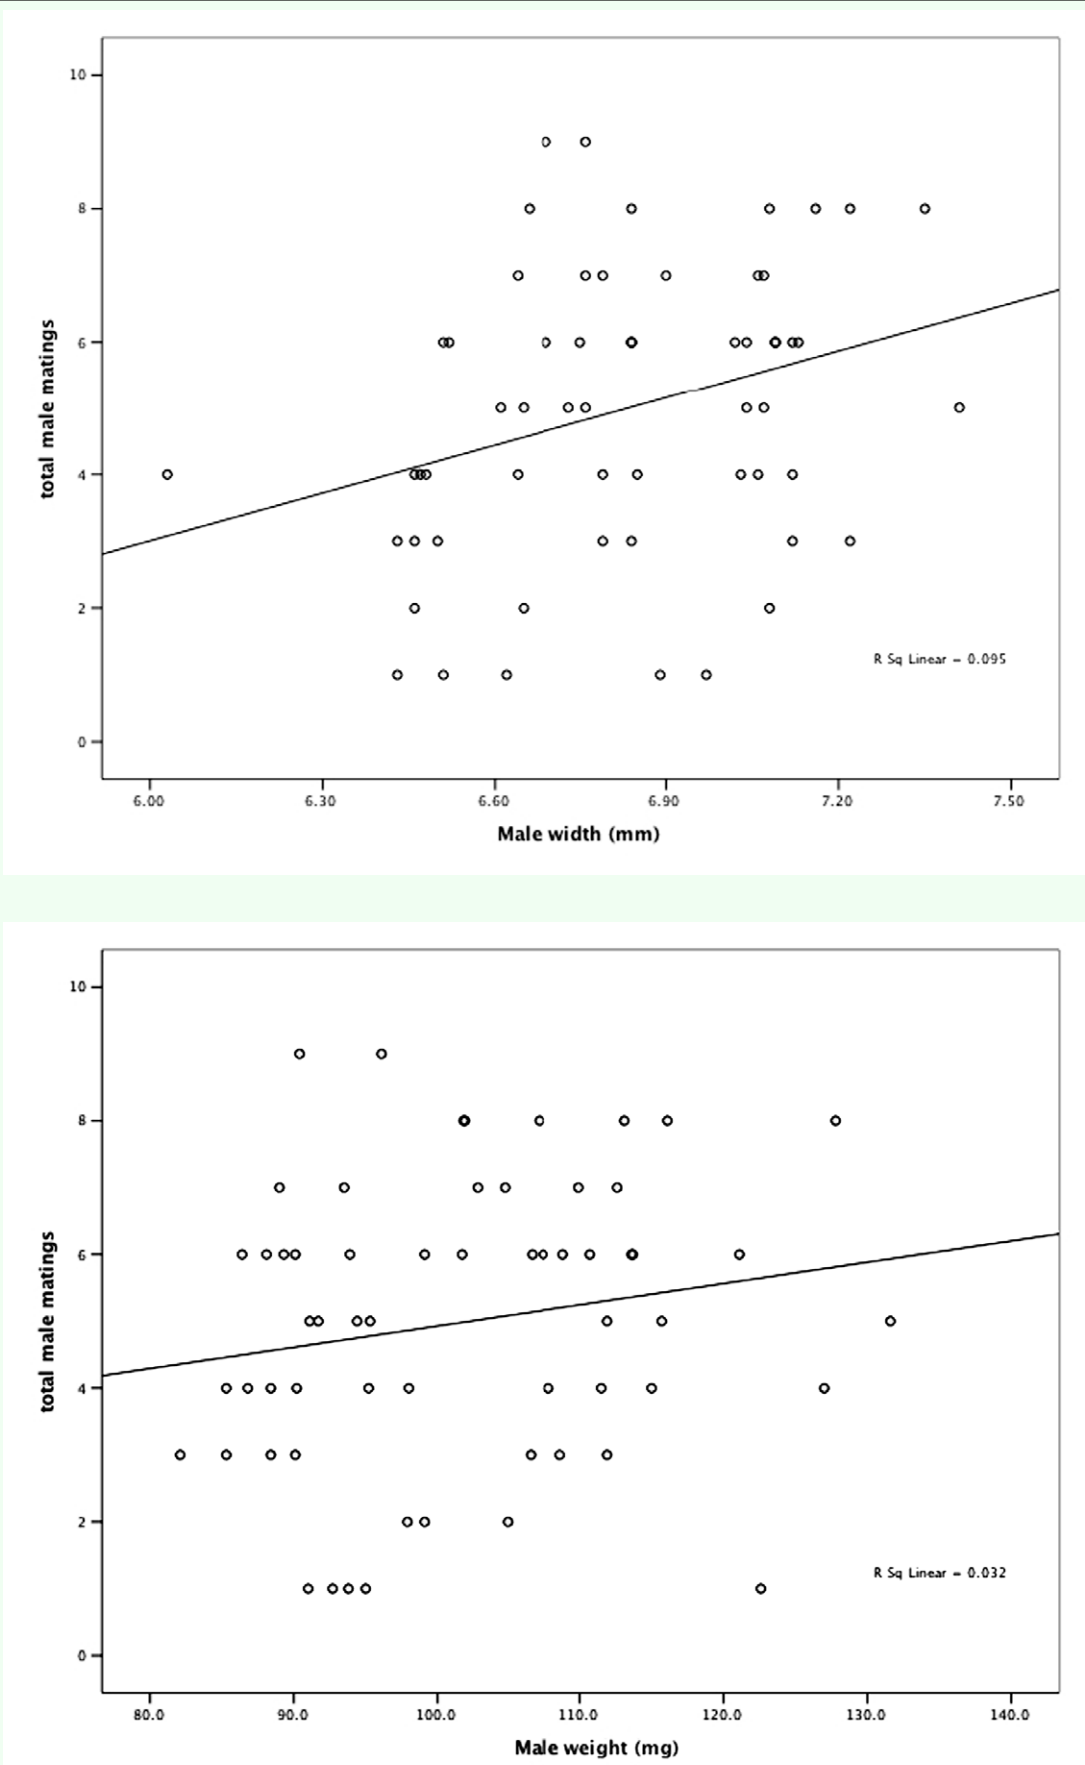 10
8
6
4
2
0
total male matings
R Sq Linear = 0.095
6.00 6.30 6.60 6.90 7.20 7.50
Male width (mm)
10
8
6
4
2
0
total male matings
R Sq Linear = 0.032
80.0 90.0 100.0 110.0 120.0 130.0 140.0
Male weight (mg)